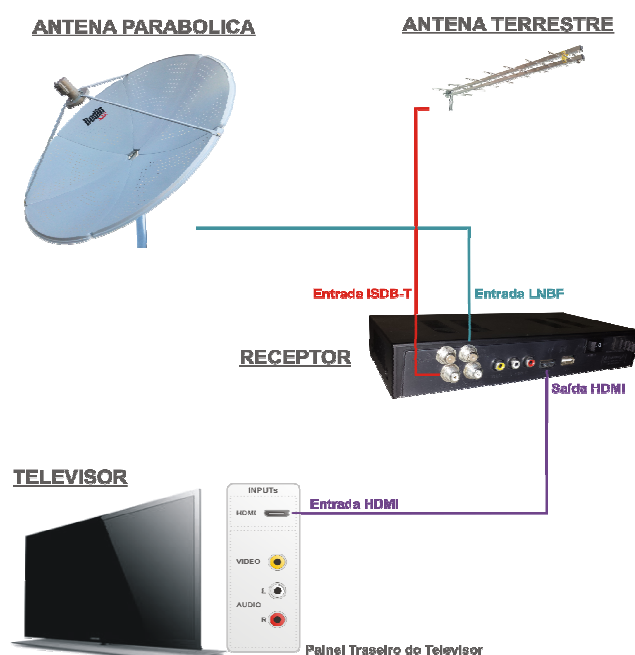 ANTENA PARABOLICA
ANTENA TERRESTRE
Entrada ISDB-T
Entrada LNBF
RECEPTOR
Saída HDMI
TELEVISOR
INPUTs
HDMI
Entrada HDMI
VIDEO
L
AUDIO
R
Painel Traseiro do Televisor